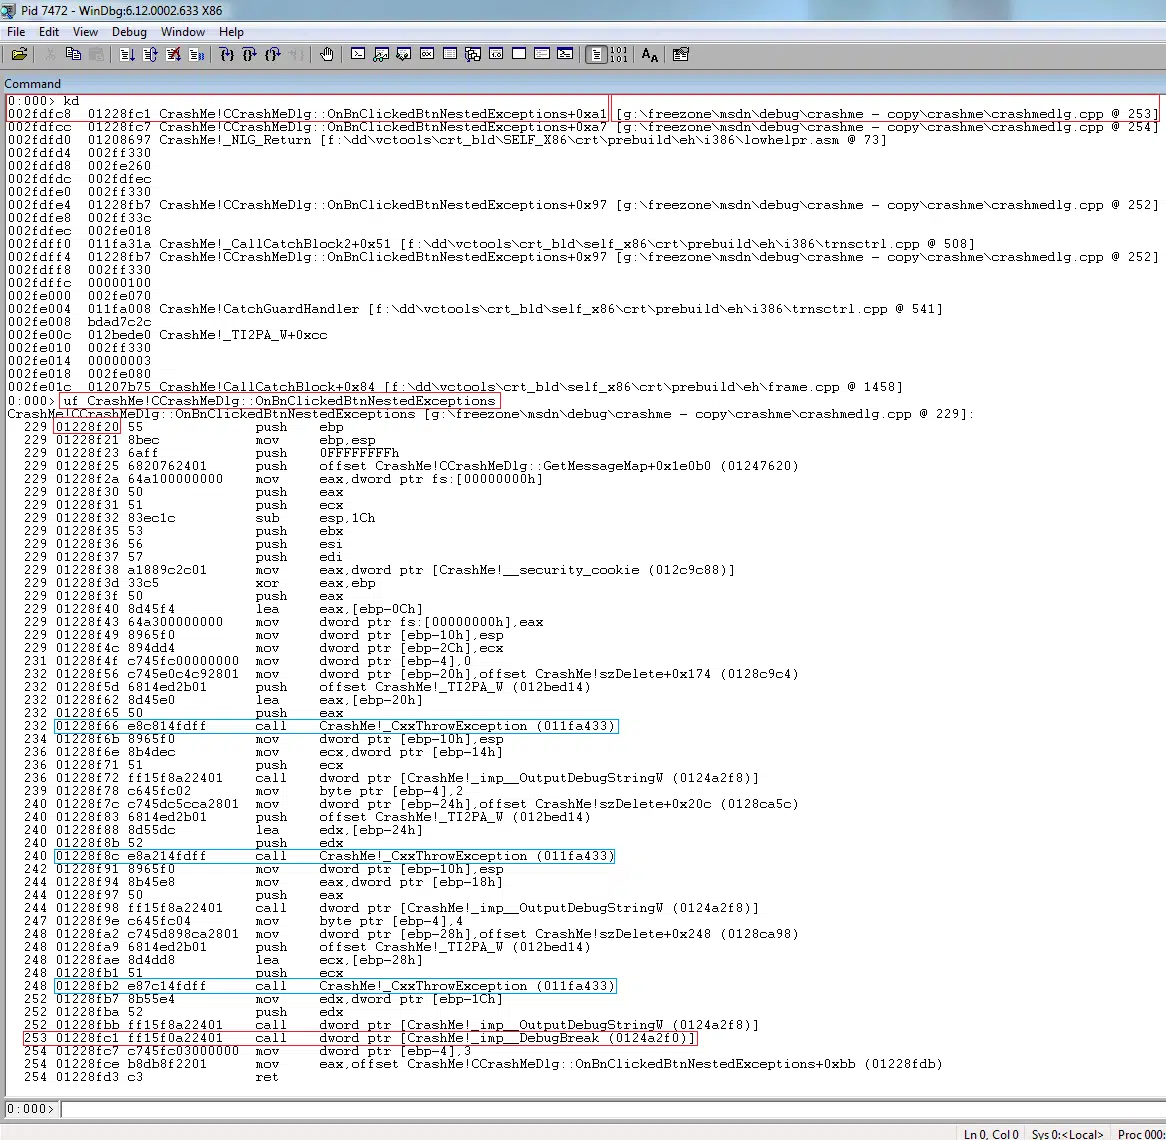 Pid 7472 - WinDbg:6.12.0002.633 X86
File Edit View Debug Window Help
Command
0:000> kd
002fdfc8 01228fc1 CrashMe!CCrashMeDlg::OnBnClickedBtnNestedExceptions+0xa1 [g:\freezone\msdn\debug\crashme - copy\crashme\crashmedlg.cpp @ 253]
002fdfcc 01228fc7 CrashMe!CCrashMeDlg::OnBnClickedBtnNestedExceptions+0xa7 [g:\freezone\msdn\debug\crashme - copy\crashme\crashmedlg.cpp @ 254]
002fdfd0 01208697 CrashMe!_NLG_Return [f:\dd\vctools\crt_bld\SELF_X86\crt\prebuild\eh\i386\lowhelpr.asm @ 73]
002fdfd4 002ff330
002fdfd8 002fe260
002fdfdc 002fdfec
002fdfe0 002ff330
002fdfe4 01228fb7 CrashMe!CCrashMeDlg::OnBnClickedBtnNestedExceptions+0x97 [g:\freezone\msdn\debug\crashme - copy\crashme\crashmedlg.cpp @ 252]
002fdfe8 002ff33c
002fdfec 002fe018
002fdff0 011fa31a CrashMe!_CallCatchBlock2+0x51 [f:\dd\vctools\crt_bld\self_x86\crt\prebuild\eh\i386\trnsctrl.cpp @ 508]
002fdff4 01228fb7 CrashMe!CCrashMeDlg::OnBnClickedBtnNestedExceptions+0x97 [g:\freezone\msdn\debug\crashme - copy\crashme\crashmedlg.cpp @ 252]
002fdff8 002ff330
002fdffc 00000100
002fe000 002fe070
002fe004 011fa008 CrashMe!CatchGuardHandler [f:\dd\vctools\crt_bld\self_x86\crt\prebuild\eh\i386\trnsctrl.cpp @ 541]
002fe008 bdad7c2c
002fe00c 012bede0 CrashMe!_TI2PA_W+0xcc
002fe010 002ff330
002fe014 00000003
002fe018 002fe080
002fe01c 01207b75 CrashMe!CallCatchBlock+0x84 [f:\dd\vctools\crt_bld\self_x86\crt\prebuild\eh\frame.cpp @ 1458]
0:000> uf CrashMe!CCrashMeDlg::OnBnClickedBtnNestedExceptions
CrashMe!CCrashMeDlg::OnBnClickedBtnNestedExceptions [g:\freezone\msdn\debug\crashme - copy\crashme\crashmedlg.cpp @ 229]:
229 01228f20 55 push ebp
229 01228f21 8bec mov ebp,esp
229 01228f23 6aff push 0FFFFFFFFh
229 01228f25 6820762401 push offset CrashMe!CCrashMeDlg::GetMessageMap+0x1e0b0 (01247620)
229 01228f2a 64a100000000 mov eax,dword ptr fs:[00000000h]
229 01228f30 50 push eax
229 01228f31 51 push ecx
229 01228f32 83ec1c sub esp,1Ch
229 01228f35 53 push ebx
229 01228f36 56 push esi
229 01228f37 57 push edi
229 01228f38 a1889c2c01 mov eax,dword ptr [CrashMe!__security_cookie (012c9c88)]
229 01228f3d 33c5 xor eax,ebp
229 01228f3f 50 push eax
229 01228f40 8d45f4 lea eax,[ebp-0Ch]
229 01228f43 64a300000000 mov dword ptr fs:[00000000h],eax
229 01228f49 8965f0 mov dword ptr [ebp-10h],esp
229 01228f4c 894dd4 mov dword ptr [ebp-2Ch],ecx
231 01228f4f c745fc00000000 mov dword ptr [ebp-4],0
232 01228f56 c745e0c4c92801 mov dword ptr [ebp-20h],offset CrashMe!szDelete+0x174 (0128c9c4)
232 01228f5d 6814ed2b01 push offset CrashMe!_TI2PA_W (012bed14)
232 01228f62 8d45e0 lea eax,[ebp-20h]
232 01228f65 50 push eax
232 01228f66 e8c814fdff call CrashMe!_CxxThrowException (011fa433)
234 01228f6b 8965f0 mov dword ptr [ebp-10h],esp
236 01228f6e 8b4dec mov ecx,dword ptr [ebp-14h]
236 01228f71 51 push ecx
236 01228f72 ff15f8a22401 call dword ptr [CrashMe!_imp__OutputDebugStringW (0124a2f8)]
239 01228f78 c645fc02 mov byte ptr [ebp-4],2
240 01228f7c c745dc5cca2801 mov dword ptr [ebp-24h],offset CrashMe!szDelete+0x20c (0128ca5c)
240 01228f83 6814ed2b01 push offset CrashMe!_TI2PA_W (012bed14)
240 01228f88 8d55dc lea edx,[ebp-24h]
240 01228f8b 52 push edx
240 01228f8c e8a214fdff call CrashMe!_CxxThrowException (011fa433)
242 01228f91 8965f0 mov dword ptr [ebp-10h],esp
244 01228f94 8b45e8 mov eax,dword ptr [ebp-18h]
244 01228f97 50 push eax
244 01228f98 ff15f8a22401 call dword ptr [CrashMe!_imp__OutputDebugStringW (0124a2f8)]
247 01228f9e c645fc04 mov byte ptr [ebp-4],4
248 01228fa2 c745d898ca2801 mov dword ptr [ebp-28h],offset CrashMe!szDelete+0x248 (0128ca98)
248 01228fa9 6814ed2b01 push offset CrashMe!_TI2PA_W (012bed14)
248 01228fae 8d4dd8 lea ecx,[ebp-28h]
248 01228fb1 51 push ecx
248 01228fb2 e87c14fdff call CrashMe!_CxxThrowException (011fa433)
252 01228fb7 8b55e4 mov edx,dword ptr [ebp-1Ch]
252 01228fba 52 push edx
252 01228fbb ff15f8a22401 call dword ptr [CrashMe!_imp__OutputDebugStringW (0124a2f8)]
253 01228fc1 ff15f0a22401 call dword ptr [CrashMe!_imp__DebugBreak (0124a2f0)]
254 01228fc7 c745fc03000000 mov dword ptr [ebp-4],3
254 01228fce b8db8f2201 mov eax,offset CrashMe!CCrashMeDlg::OnBnClickedBtnNestedExceptions+0xbb (01228fdb)
254 01228fd3 c3 ret
0:000>
Ln 0, Col 0 Sys 0:<Local> Proc 000: